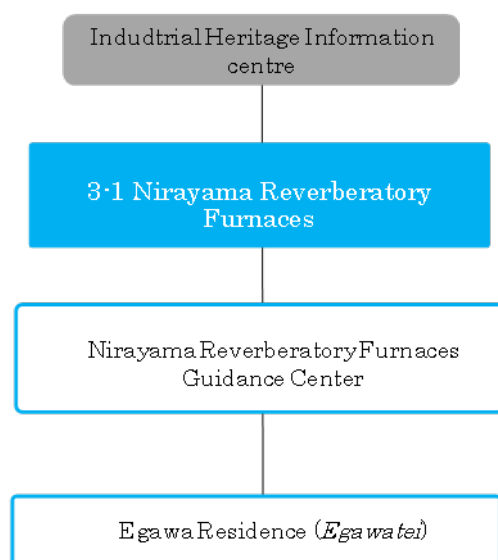 Indudtrial Heritage Information
centre
3-1 Nirayama Reverberatory
Furnaces
Nirayama Reverberatory Furnaces
Guidance Center
Egawa Residence (Egawatei)